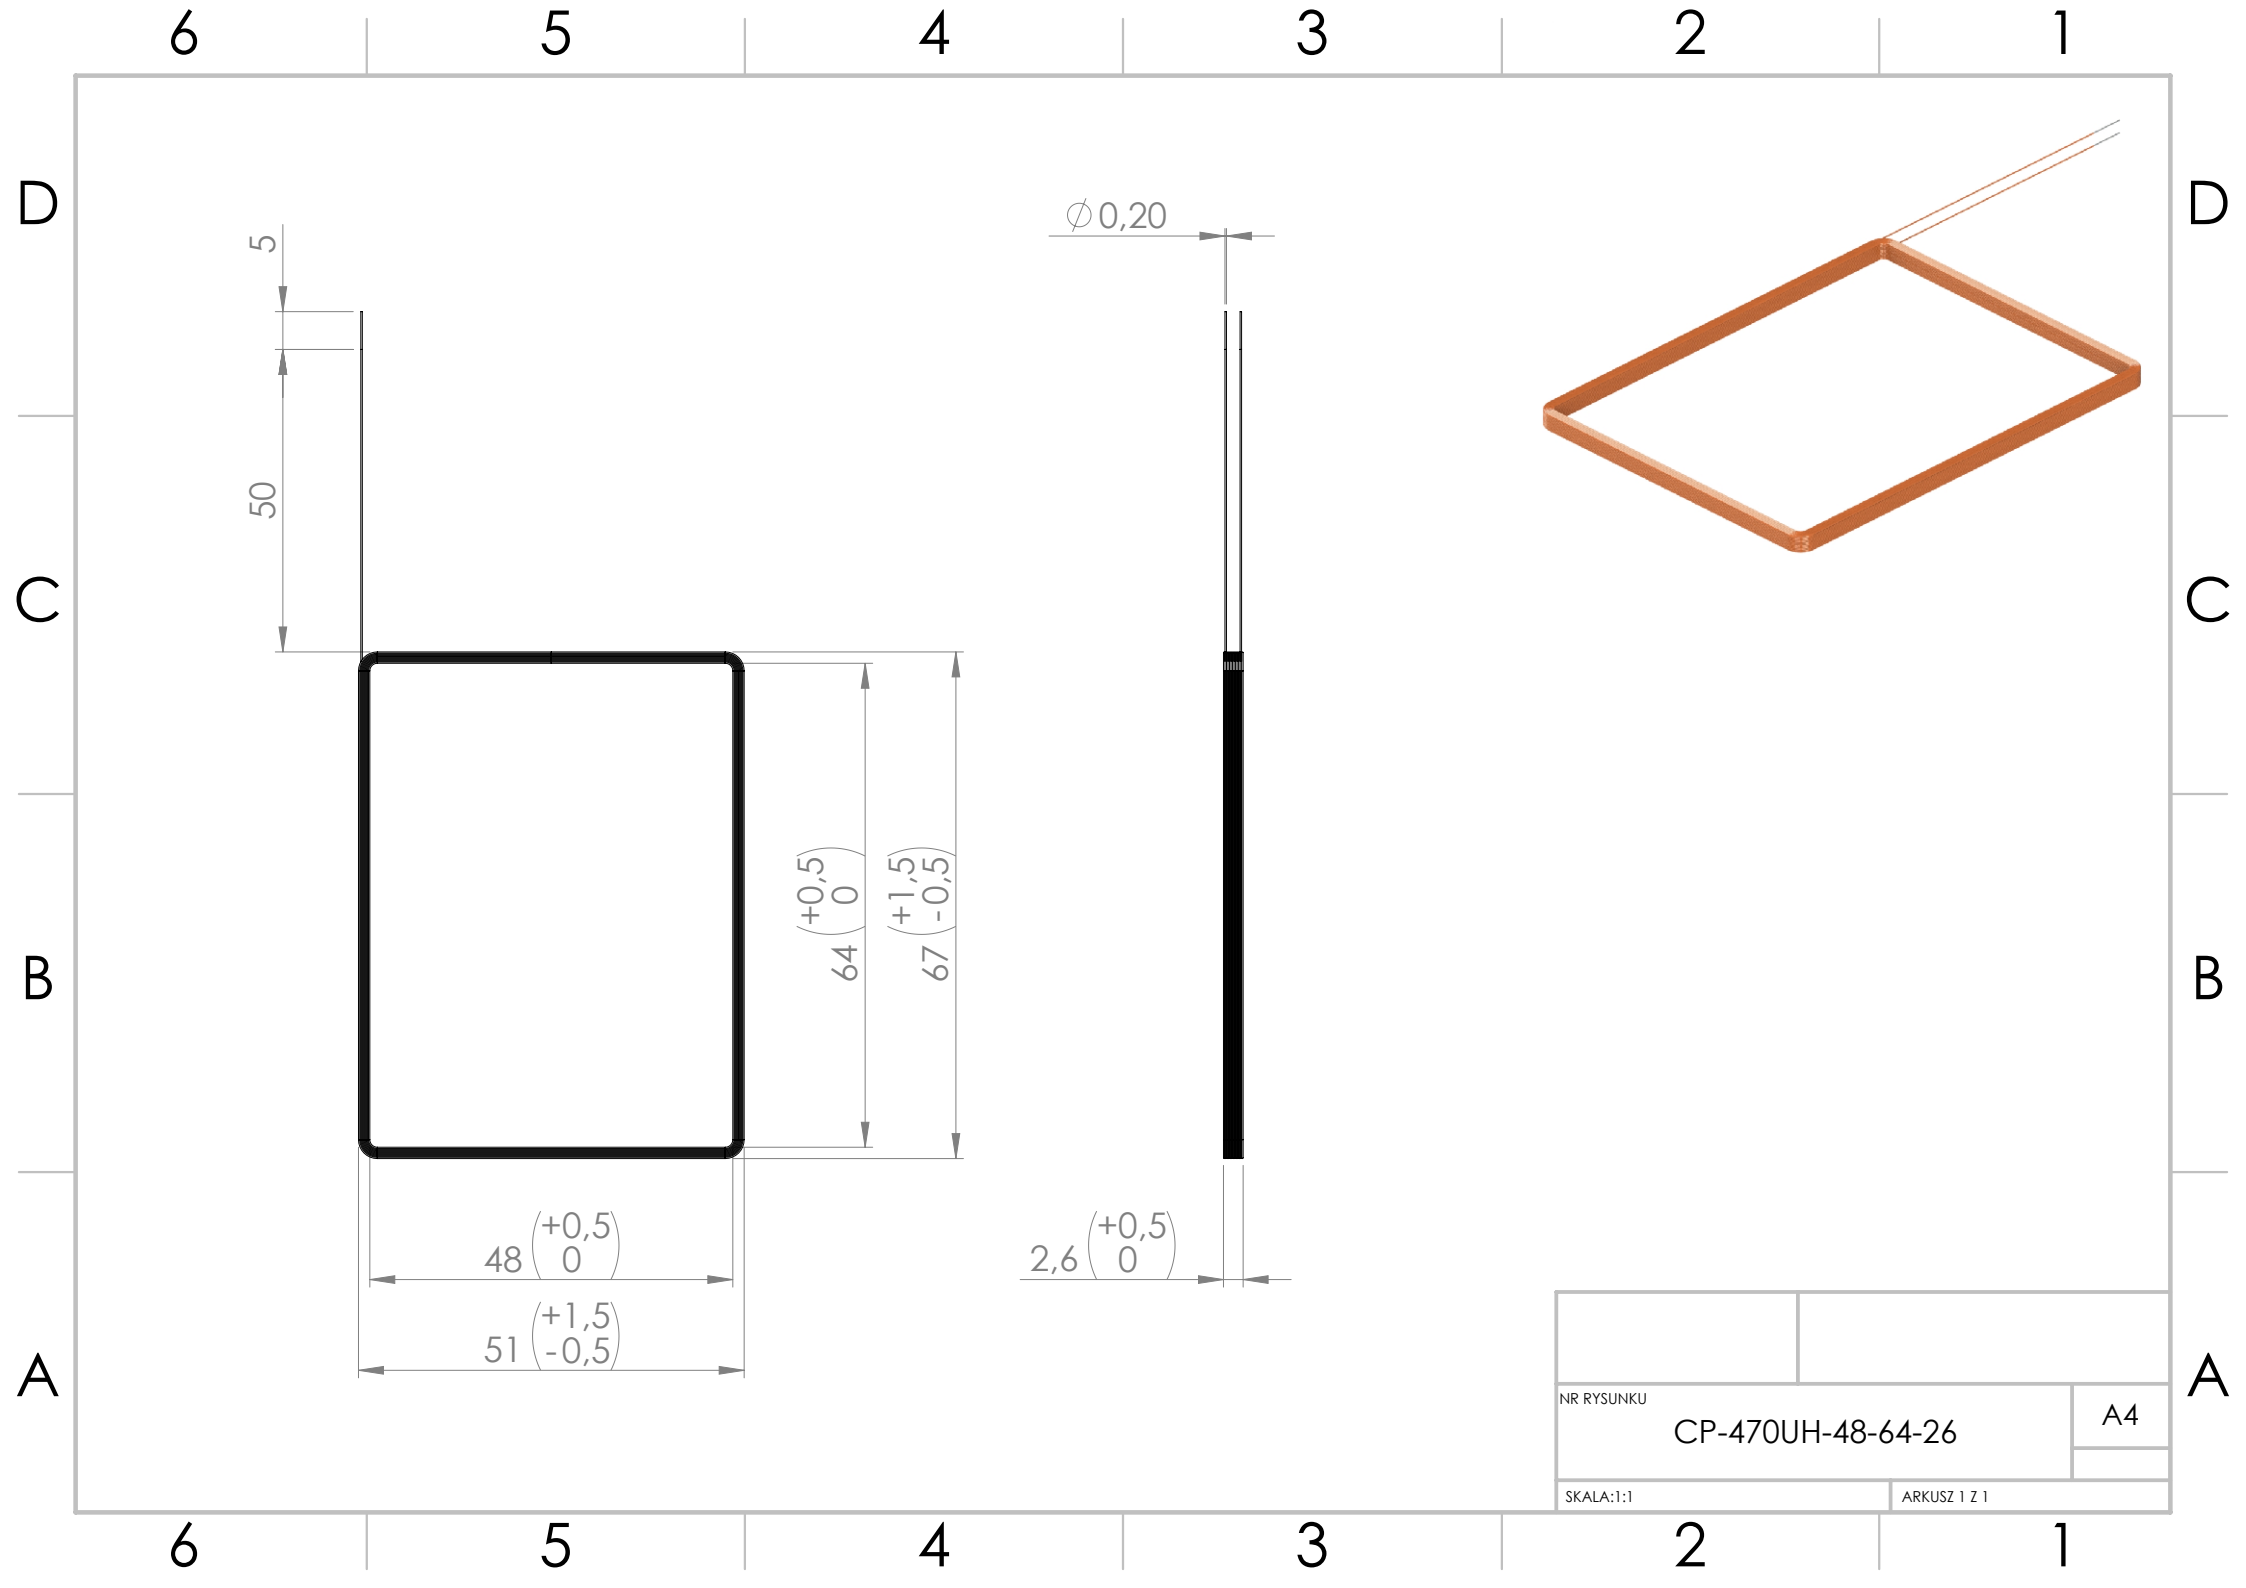 6 5 4 3 2 1
D D
5
⌀0,20
C C
50
+0,5
0
64
+1,5
-0,5
67
B B
48 (+0,5
0)
2,6 (+0,5
0)
51 (+1,5
-0,5)
A A
NR RYSUNKU
CP-470UH-48-64-26
A4
SKALA:1:1
ARKUSZ 1 Z 1
6 5 4 3 2 1